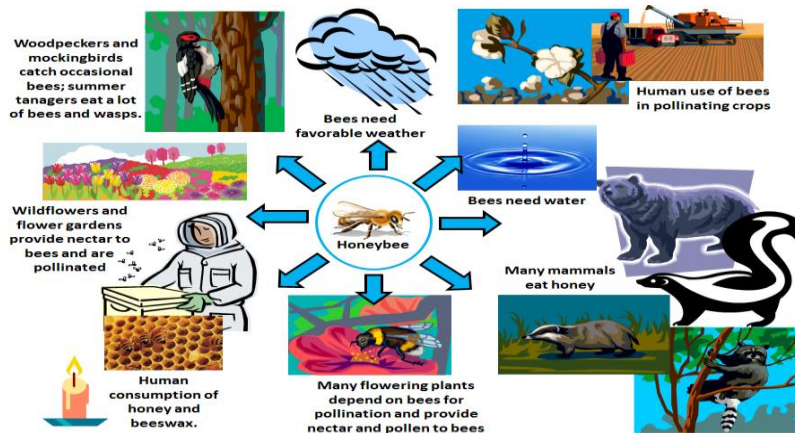 Woodpeckers and
mockingbirds
catch occasional
bees; summer
tanagers eat a lot
of bees and wasps.
Bees need
favorable weather
Human use of bees
in pollinating crops
Bees need water
Wildflowers and
flower gardens
provide nectar to
bees and are
pollinated
Honeybee
Many mammals
eat honey
Human
consumption of
honey and
beeswax.
Many flowering plants
depend on bees for
pollination and provide
nectar and pollen to bees